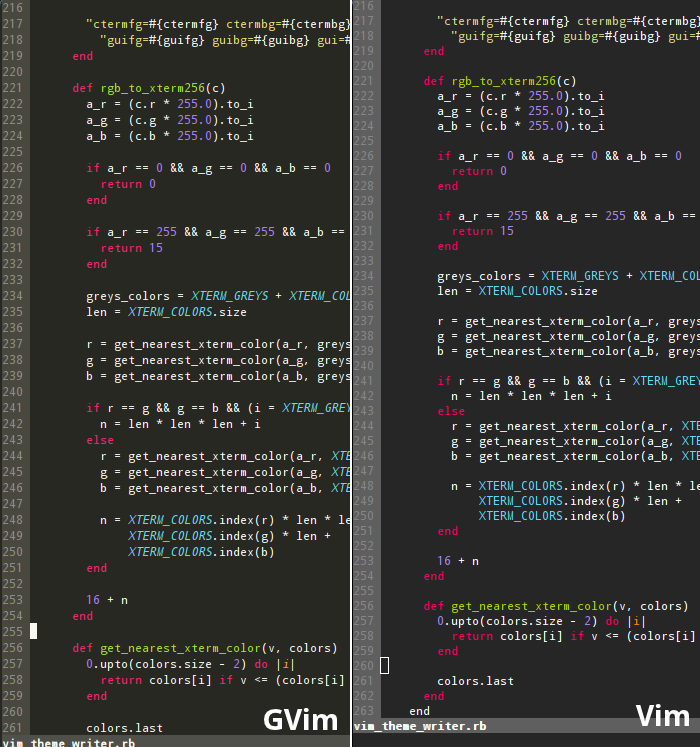 216
217 "ctermfg=#{ctermfg} ctermbg=#{ctermbg}
218 "guifg=#{guifg} guibg=#{guibg} gui=#
219 end
220
221 def rgb_to_xterm256(c)
222 a_r = (c.r * 255.0).to_i
223 a_g = (c.g * 255.0).to_i
224 a_b = (c.b * 255.0).to_i
225
226 if a_r == 0 && a_g == 0 && a_b == 0
227 return 0
228 end
229
230 if a_r == 255 && a_g == 255 && a_b ==
231 return 15
232 end
233
234 greys_colors = XTERM_GREYS + XTERM_COL
235 len = XTERM_COLORS.size
236
237 r = get_nearest_xterm_color(a_r, greys
238 g = get_nearest_xterm_color(a_g, greys
239 b = get_nearest_xterm_color(a_b, greys
240
241 if r == g && g == b && (i = XTERM_GREY
242 n = len * len * len + i
243 else
244 r = get_nearest_xterm_color(a_r, XTE
245 g = get_nearest_xterm_color(a_g, XTE
246 b = get_nearest_xterm_color(a_b, XTE
247
248 n = XTERM_COLORS.index(r) * len * le
249 XTERM_COLORS.index(g) * len +
250 XTERM_COLORS.index(b)
251 end
252
253 16 + n
254 end
255
256 def get_nearest_xterm_color(v, colors)
257 0.upto(colors.size - 2) do |i|
258 return colors[i] if v <= (colors[i]
259 end
260
261 colors.last
GVim
vim_theme_writer.rb
216
217 "ctermfg=#{ctermfg} ctermbg=#{ctermbg
218 "guifg=#{guifg} guibg=#{guibg} gui=
219 end
220
221 def rgb_to_xterm256(c)
222 a_r = (c.r * 255.0).to_i
223 a_g = (c.g * 255.0).to_i
224 a_b = (c.b * 255.0).to_i
225
226 if a_r == 0 && a_g == 0 && a_b == 0
227 return 0
228 end
229
230 if a_r == 255 && a_g == 255 && a_b ==
231 return 15
232 end
233
234 greys_colors = XTERM_GREYS + XTERM_COL
235 len = XTERM_COLORS.size
236
237 r = get_nearest_xterm_color(a_r, greys
238 g = get_nearest_xterm_color(a_g, greys
239 b = get_nearest_xterm_color(a_b, greys
240
241 if r == g && g == b && (i = XTERM_GREY
242 n = len * len * len + i
243 else
244 r = get_nearest_xterm_color(a_r, XTE
245 g = get_nearest_xterm_color(a_g, XTE
246 b = get_nearest_xterm_color(a_b, XTE
247
248 n = XTERM_COLORS.index(r) * len * le
249 XTERM_COLORS.index(g) * len +
250 XTERM_COLORS.index(b)
251 end
252
253 16 + n
254 end
255
256 def get_nearest_xterm_color(v, colors)
257 0.upto(colors.size - 2) do |i|
258 return colors[i] if v <= (colors[i]
259 end
260
261 colors.last
262 end
263 end
Vim
vim_theme_writer.rb